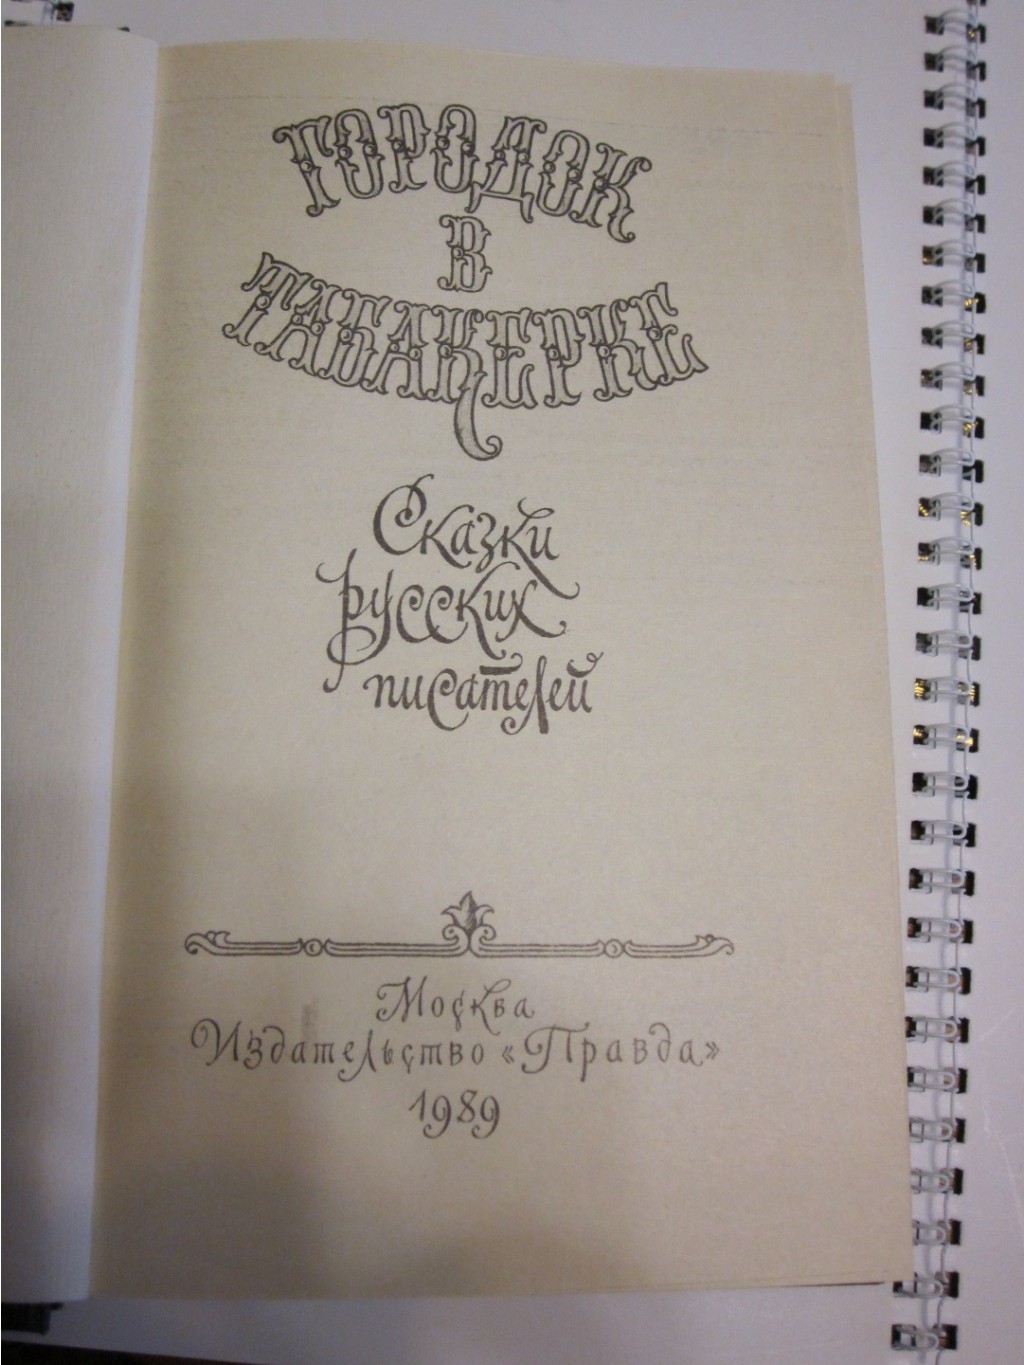 ГОРОДОК
В
ТАБАКЕРКЕ
Сказки
русских
писателей
Москва
Издательство «Правда»
1989